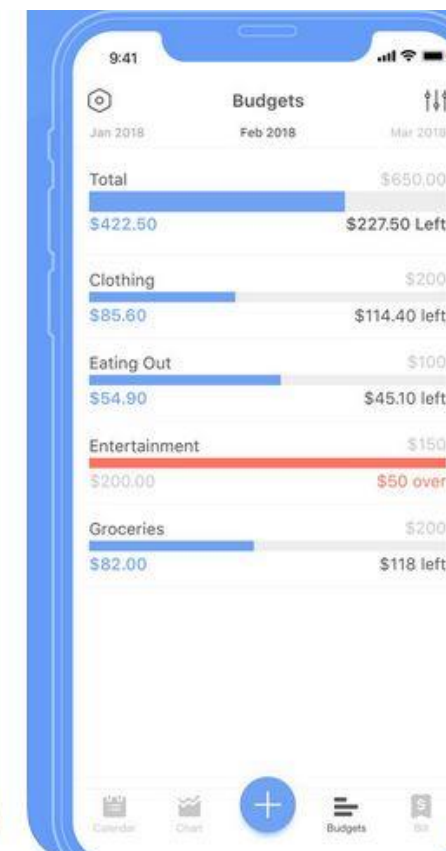 9:41
Budgets
Jan 2018 Feb 2018 Mar 2018
Total $650.00
$422.50 $227.50 Left
Clothing $200
$85.60 $114.40 left
Eating Out $100
$54.90 $45.10 left
Entertainment $150
$200.00 $50 over
Groceries $200
$82.00 $118 left
Calendar Chart Budgets Bill